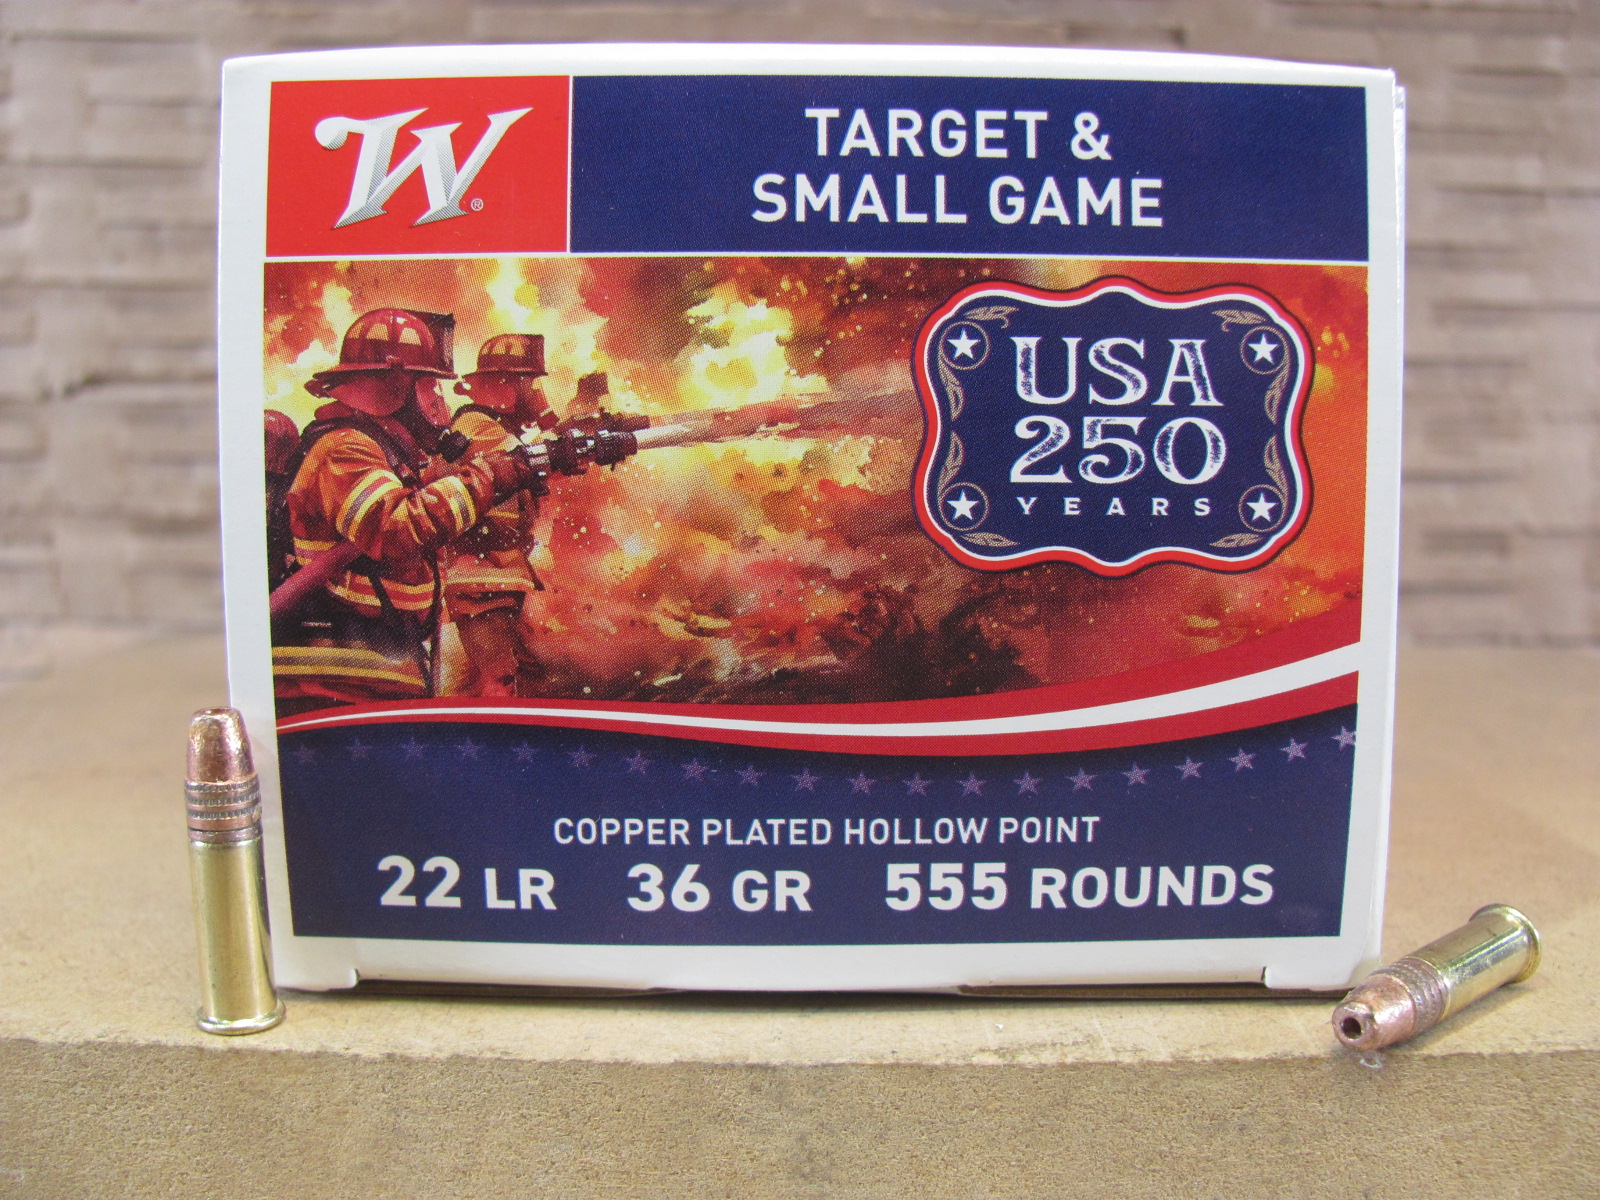 W®
TARGET &
SMALL GAME
USA
250
YEARS
COPPER PLATED HOLLOW POINT
22 LR 36 GR 555 ROUNDS